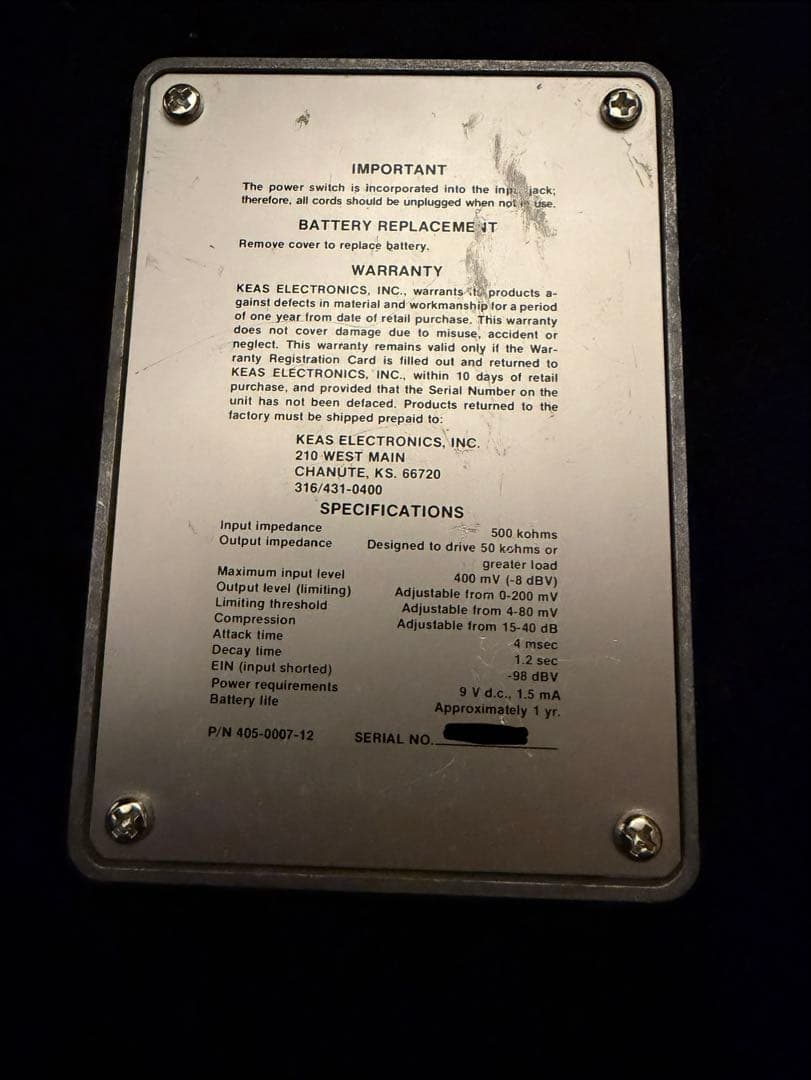 IMPORTANT
The power switch is incorporated into the jack;
therefore, all cords should be unplugged when not use.
BATTERY REPLACEMENT
Remove cover to replace battery.
WARRANTY
KEAS ELECTRONICS, INC., warrants products a-
gainst defects in material and workmanship for a period
of one year from date of retail purchase. This warranty
does not cover damage due to misuse, accident or
neglect. This warranty remains valid only if the War-
ranty Registration Card is filled out and returned to
KEAS ELECTRONICS, INC., within 10 days of retail
purchase, and provided that the Serial Number on the
unit has not been defaced. Products returned to the
factory must be shipped prepaid to:
KEAS ELECTRONICS, INC.
210 WEST MAIN
CHANUTE, KS. 66720
316/431-0400
SPECIFICATIONS
Input impedance 500 kohms
Output impedance Designed to drive 50 kohms or
greater load
Maximum input level 400 mV (-8 dBV)
Output level (limiting) Adjustable from 0-200 mV
Limiting threshold Adjustable from 4-80 mV
Compression Adjustable from 15-40 dB
Attack time 4 msec
Decay time 1.2 sec
EIN (input shorted) -98 dBV
Power requirements 9 V d.c., 1.5 mA
Battery life Approximately 1 yr.
P/N 405-0007-12 SERIAL NO.